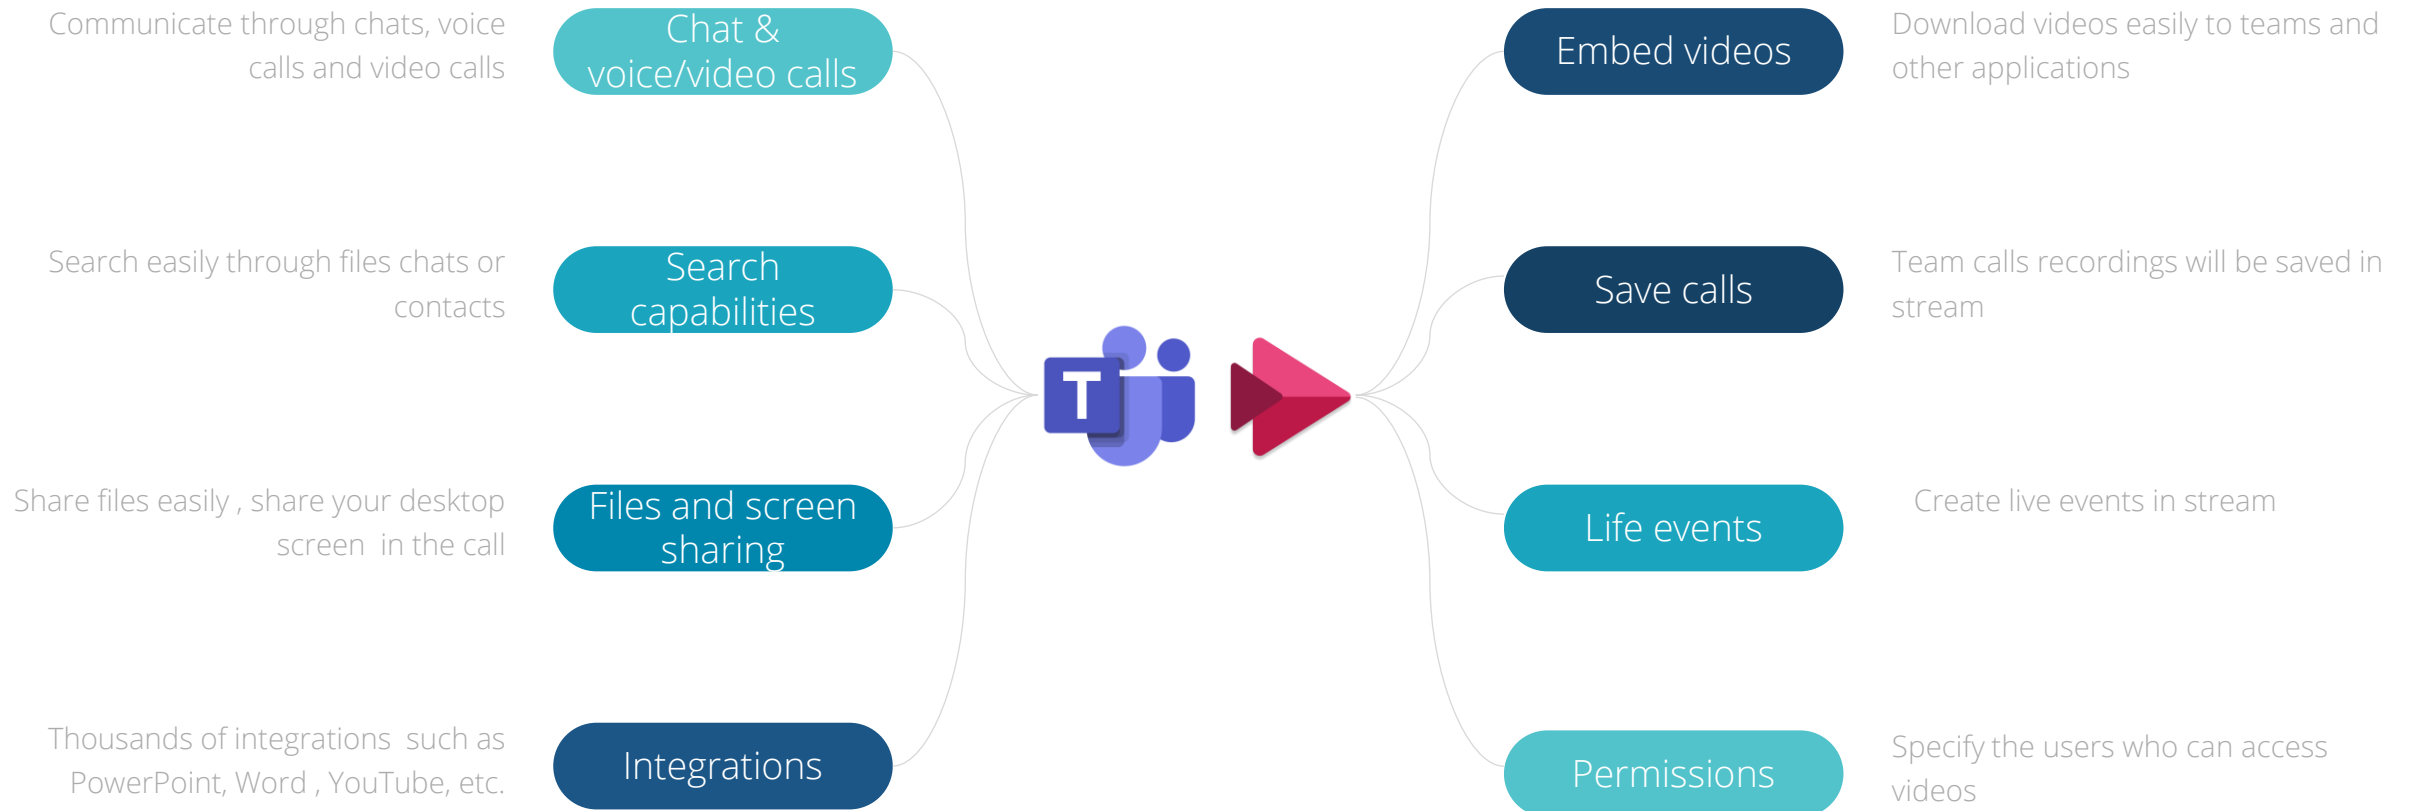 Communicate through chats, voice
calls and video calls
Chat &
voice/video calls
Search easily through files chats or
contacts
Search
capabilities
Share files easily , share your desktop
screen  in the call
Files and screen
sharing
Thousands of integrations  such as
PowerPoint, Word , YouTube, etc.
Integrations
T
Embed videos
Download videos easily to teams and
other applications
Save calls
Team calls recordings will be saved in
stream
Life events
Create live events in stream
Permissions
Specify the users who can access
videos